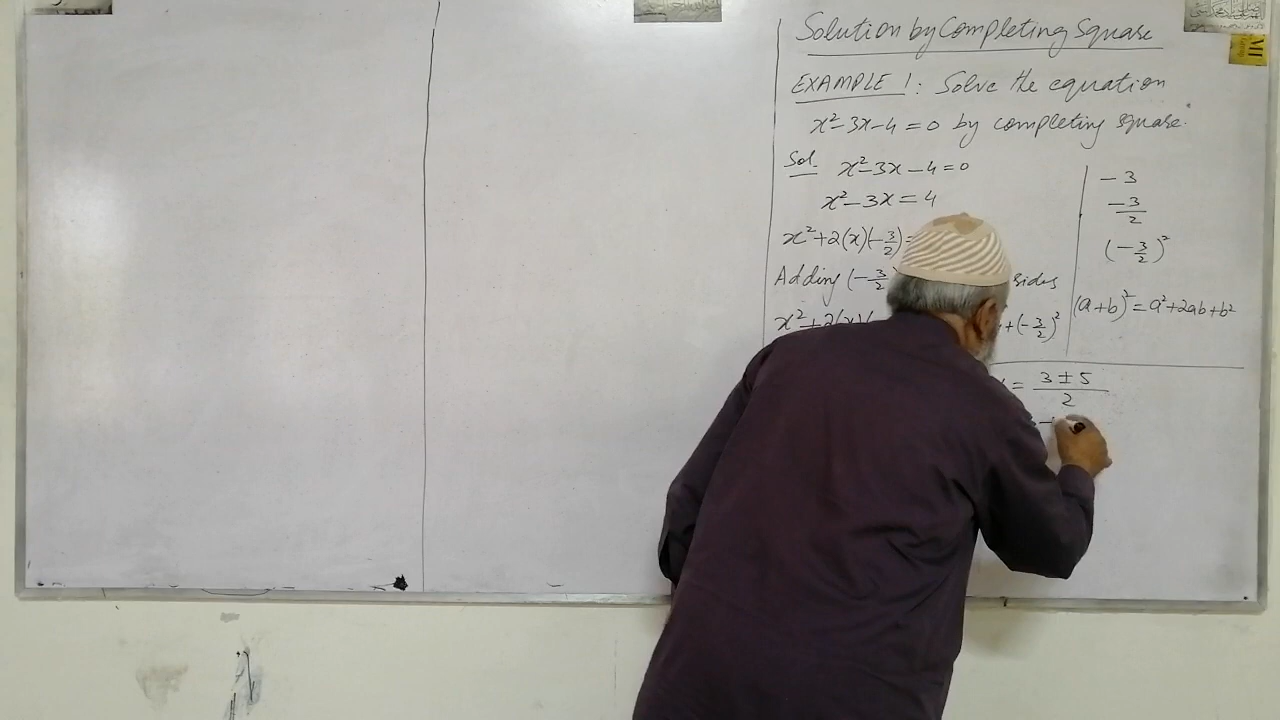 Solution by Completing Square
EXAMPLE 1: Solve the equation
x²-3x-4=0 by completing square.
Sol. x²-3x-4=0
x²-3x=4
x²+2(x)(-3/2)=
Adding (-3/2 sides
x²+2(x)( +(-3/2)²
-3
-3/2
(-3/2)²
(a+b)²=a²+2ab+b²
= 3±5/2